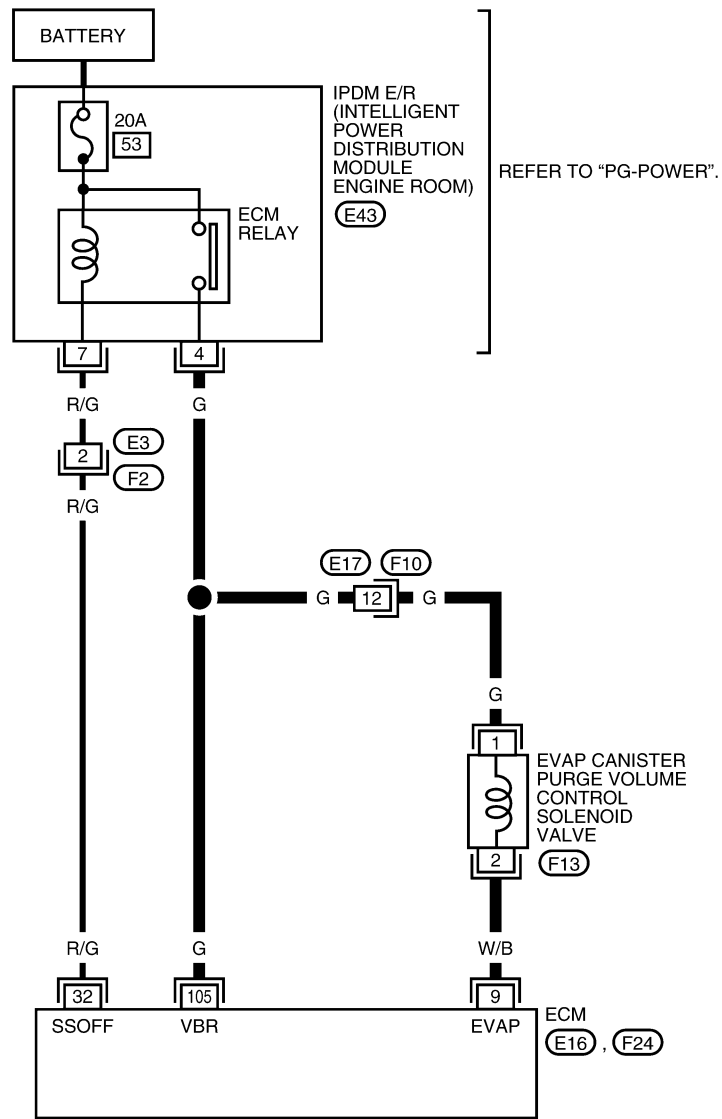 BATTERY
20A
53
IPDM E/R
(INTELLIGENT
POWER
DISTRIBUTION
MODULE
ENGINE ROOM)
E43
REFER TO “PG-POWER”.
ECM
RELAY
7
4
R/G
G
2
E3
F2
R/G
E17
F10
G
12
G
G
1
EVAP CANISTER
PURGE VOLUME
CONTROL
SOLENOID
VALVE
2
F13
R/G
G
W/B
32
105
9
SSOFF
VBR
EVAP
ECM
E16 , F24